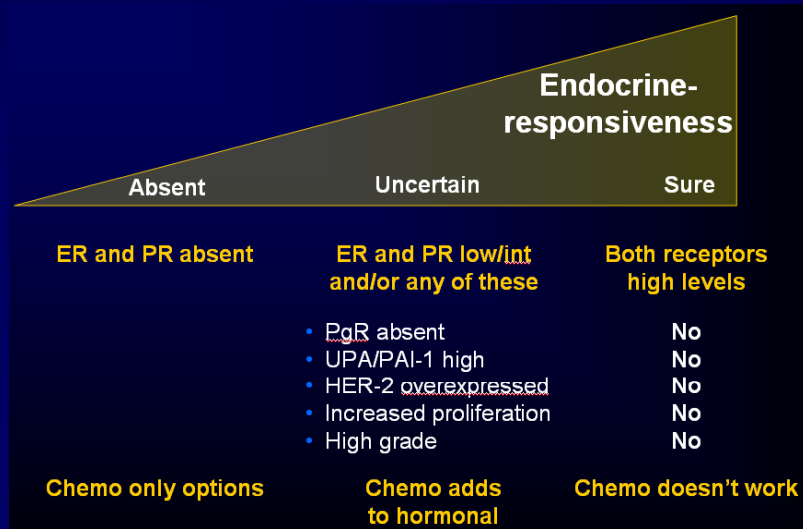 Endocrine-
responsiveness
Absent
Uncertain
Sure
ER and PR absent
ER and PR low/int
and/or any of these
Both receptors
high levels
• PgR absent
No
• UPA/PAI-1 high
No
• HER-2 overexpressed
No
• Increased proliferation
No
• High grade
No
Chemo only options
Chemo adds
to hormonal
Chemo doesn't work